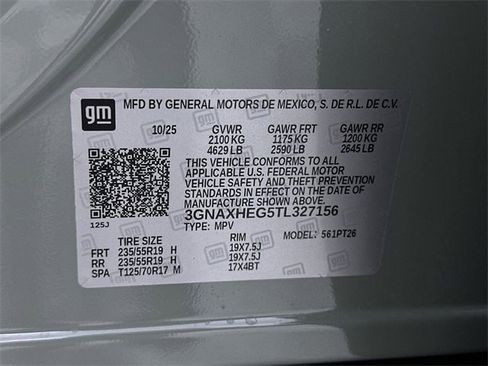 gm
MFD BY GENERAL MOTORS DE MEXICO, S. DE R.L. DE C.V.
10/25 GVWR GAWR FRT GAWR RR
2100 KG 1175 KG 1200 KG
4629 LB 2590 LB 2645 LB
THIS VEHICLE CONFORMS TO ALL
APPLICABLE U.S. FEDERAL MOTOR
VEHICLE SAFETY AND THEFT PREVENTION
STANDARDS IN EFFECT ON THE DATE OF
MANUFACTURE SHOWN ABOVE.
3GNAXHEG5TL327156
125J TYPE: MPV
TIRE SIZE RIM MODEL: 561PT26
FRT 235/55R19 H 19X7.5J
RR 235/55R19 H 19X7.5J
SPA T125/70R17 M 17X4BT